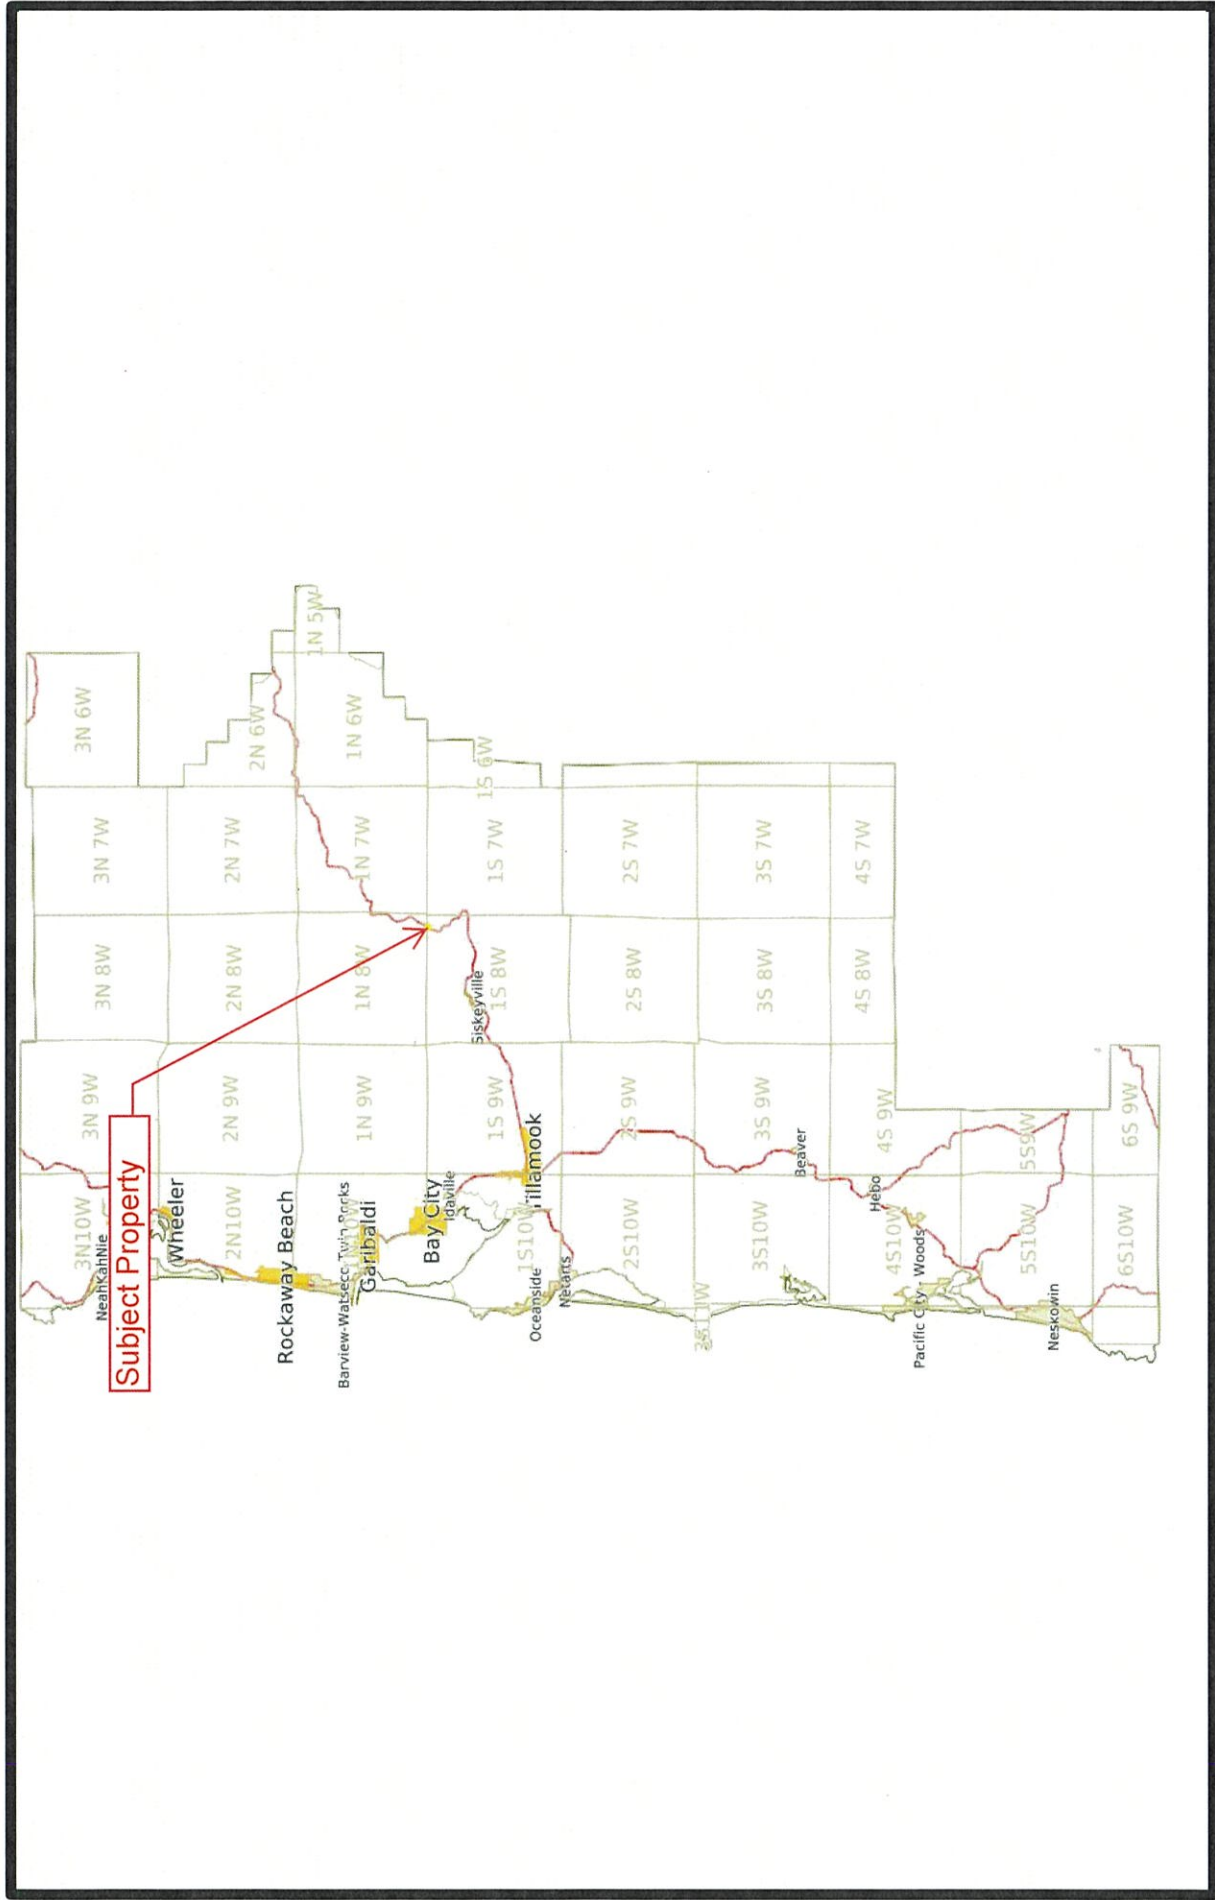 3N10W
3N 9W
3N 6W
NeahKahNie
3N 8W
3N 7W
Subject Property
Wheeler
2N10W
2N 9W
2N 8W
2N 7W
2N 6W
Rockaway Beach
1N 5W
Barview-Watseco-Twin Rocks
1N 6W
Garibaldi
1N 9W
1N 8W
1N 7W
Bay City
Idaville
Siskeyville
1S 6W
1S 9W
1S 8W
1S 7W
1S10W
Tillamook
Oceanside
Netarts
2S10W
2S 9W
2S 8W
2S 7W
3S10W
3S 9W
3S 8W
3S 7W
Beaver
4S 8W
4S 7W
Hebo
4S10W
4S 9W
Pacific City - Woods
5S10W
5S9W
Neskowin
6S10W
6S 9W